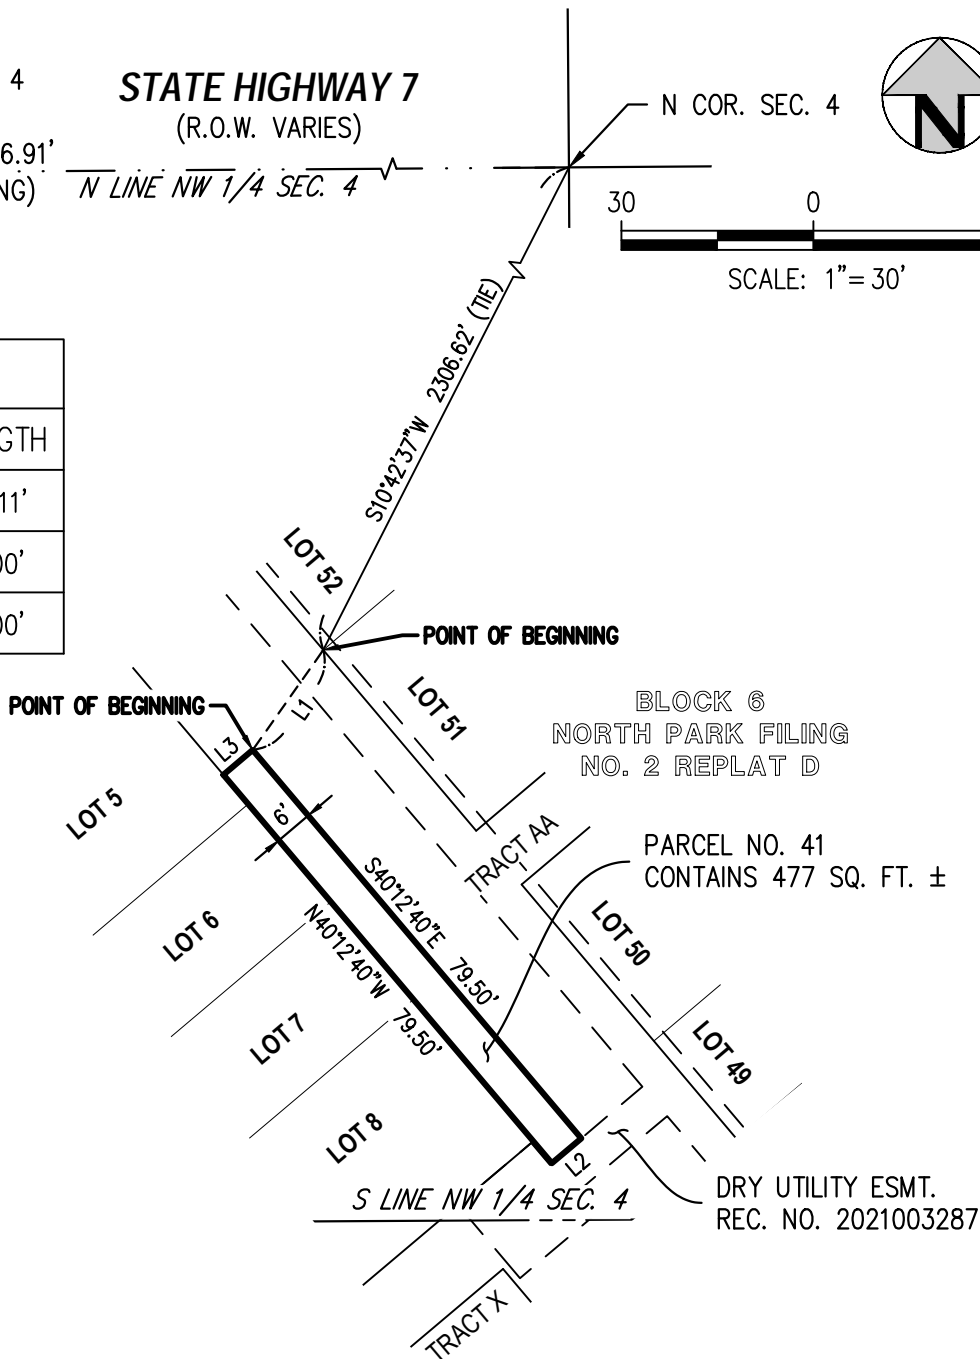 4
STATE HIGHWAY 7
(R.O.W. VARIES)
N COR. SEC. 4
N
6.91'
NG)
N LINE NW 1/4 SEC. 4
30 0
SCALE: 1"=30'
S10°42'37"W 2306.62' (TIE)
GTH
11'
00'
00'
LOT 52
POINT OF BEGINNING
POINT OF BEGINNING
L1
LOT 51
BLOCK 6
NORTH PARK FILING
NO. 2 REPLAT D
L3
LOT 5
6'
TRACT AA
PARCEL NO. 41
CONTAINS 477 SQ. FT. ±
S40°12'40"E 79.50'
N40°12'40"W 79.50'
LOT 6
LOT 50
LOT 7
LOT 49
LOT 8
L2
S LINE NW 1/4 SEC. 4
DRY UTILITY ESMT.
REC. NO. 2021003287
TRACT X